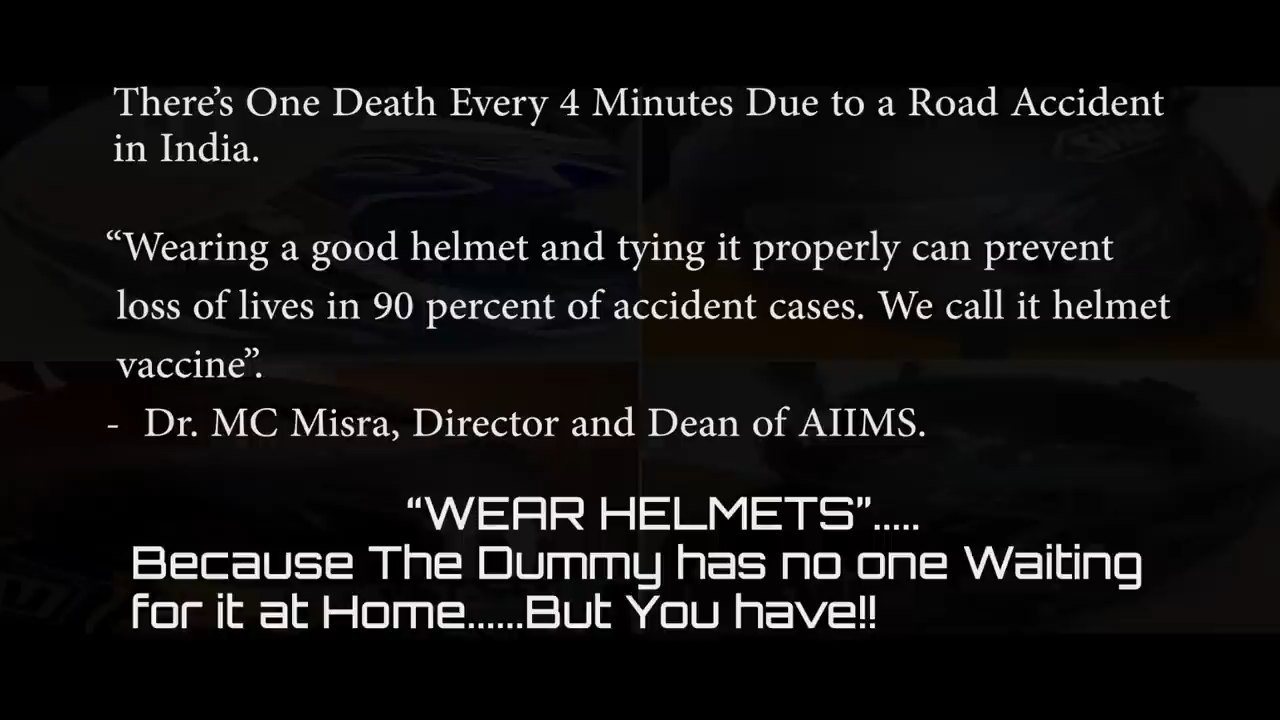 There’s One Death Every 4 Minutes Due to a Road Accident
in India.
“Wearing a good helmet and tying it properly can prevent
loss of lives in 90 percent of accident cases. We call it helmet
vaccine”.
- Dr. MC Misra, Director and Dean of AIIMS.
“WEAR HELMETS”.....
Because The Dummy has no one Waiting
for it at Home......But You have!!